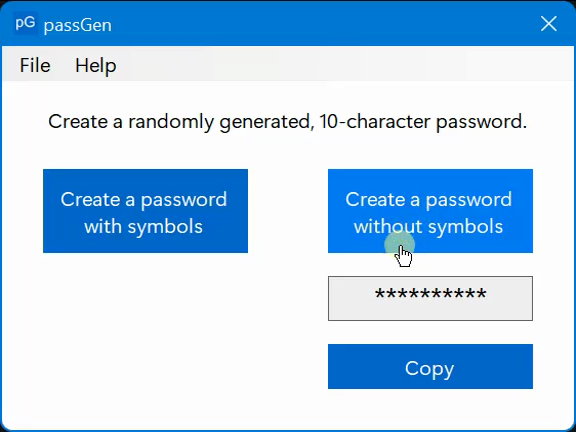 pG passGen
File Help
Create a randomly generated, 10-character password.
Create a password
with symbols
Create a password
without symbols
**********
Copy